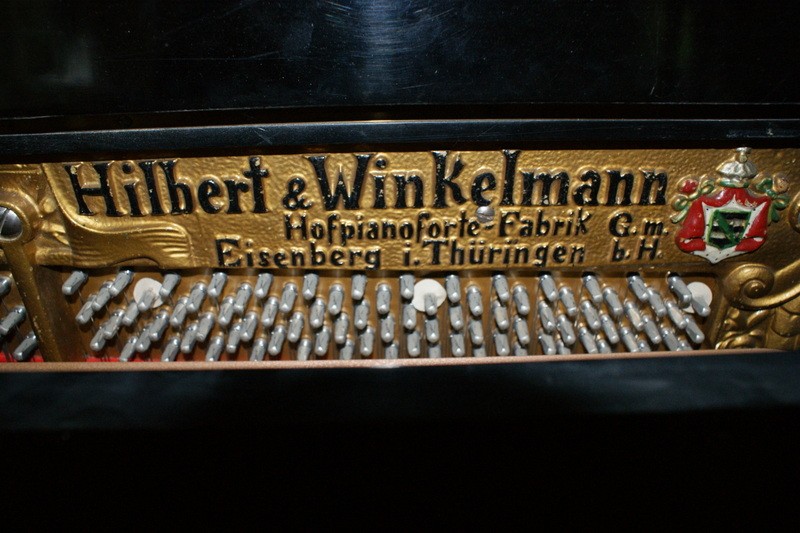 Hilbert & Winkelmann
Hofpianoforte-Fabrik G.m.
Eisenberg i. Thüringen b.H.